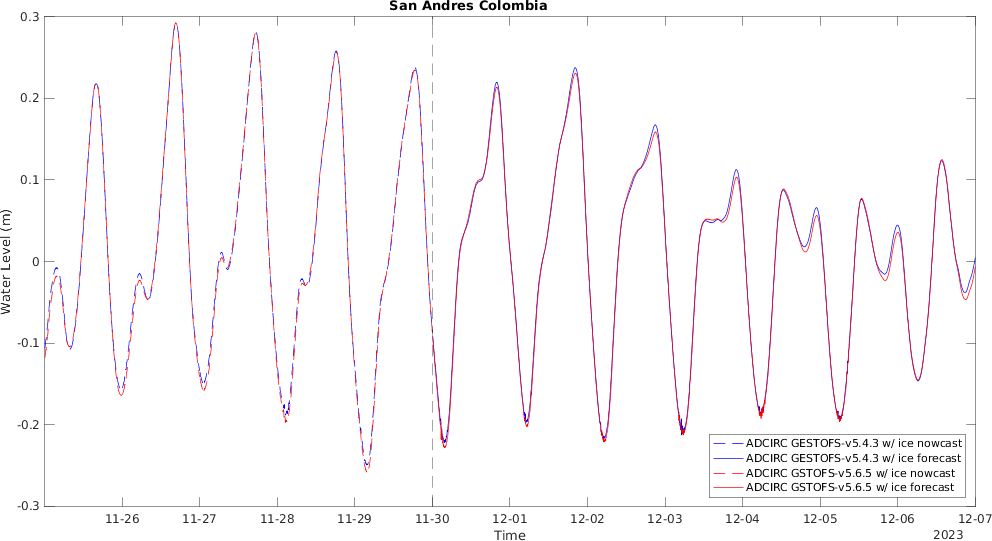 San Andres Colombia
0.3
0.2
0.1
0
-0.1
-0.2
-0.3
Water Level (m)
11-26
11-27
11-28
11-29
11-30
12-01
12-02
12-03
12-04
12-05
12-06
12-07
Time
2023
ADCIRC GESTOFS-v5.4.3 w/ ice nowcast
ADCIRC GESTOFS-v5.4.3 w/ ice forecast
ADCIRC GSTOFS-v5.6.5 w/ ice nowcast
ADCIRC GSTOFS-v5.6.5 w/ ice forecast